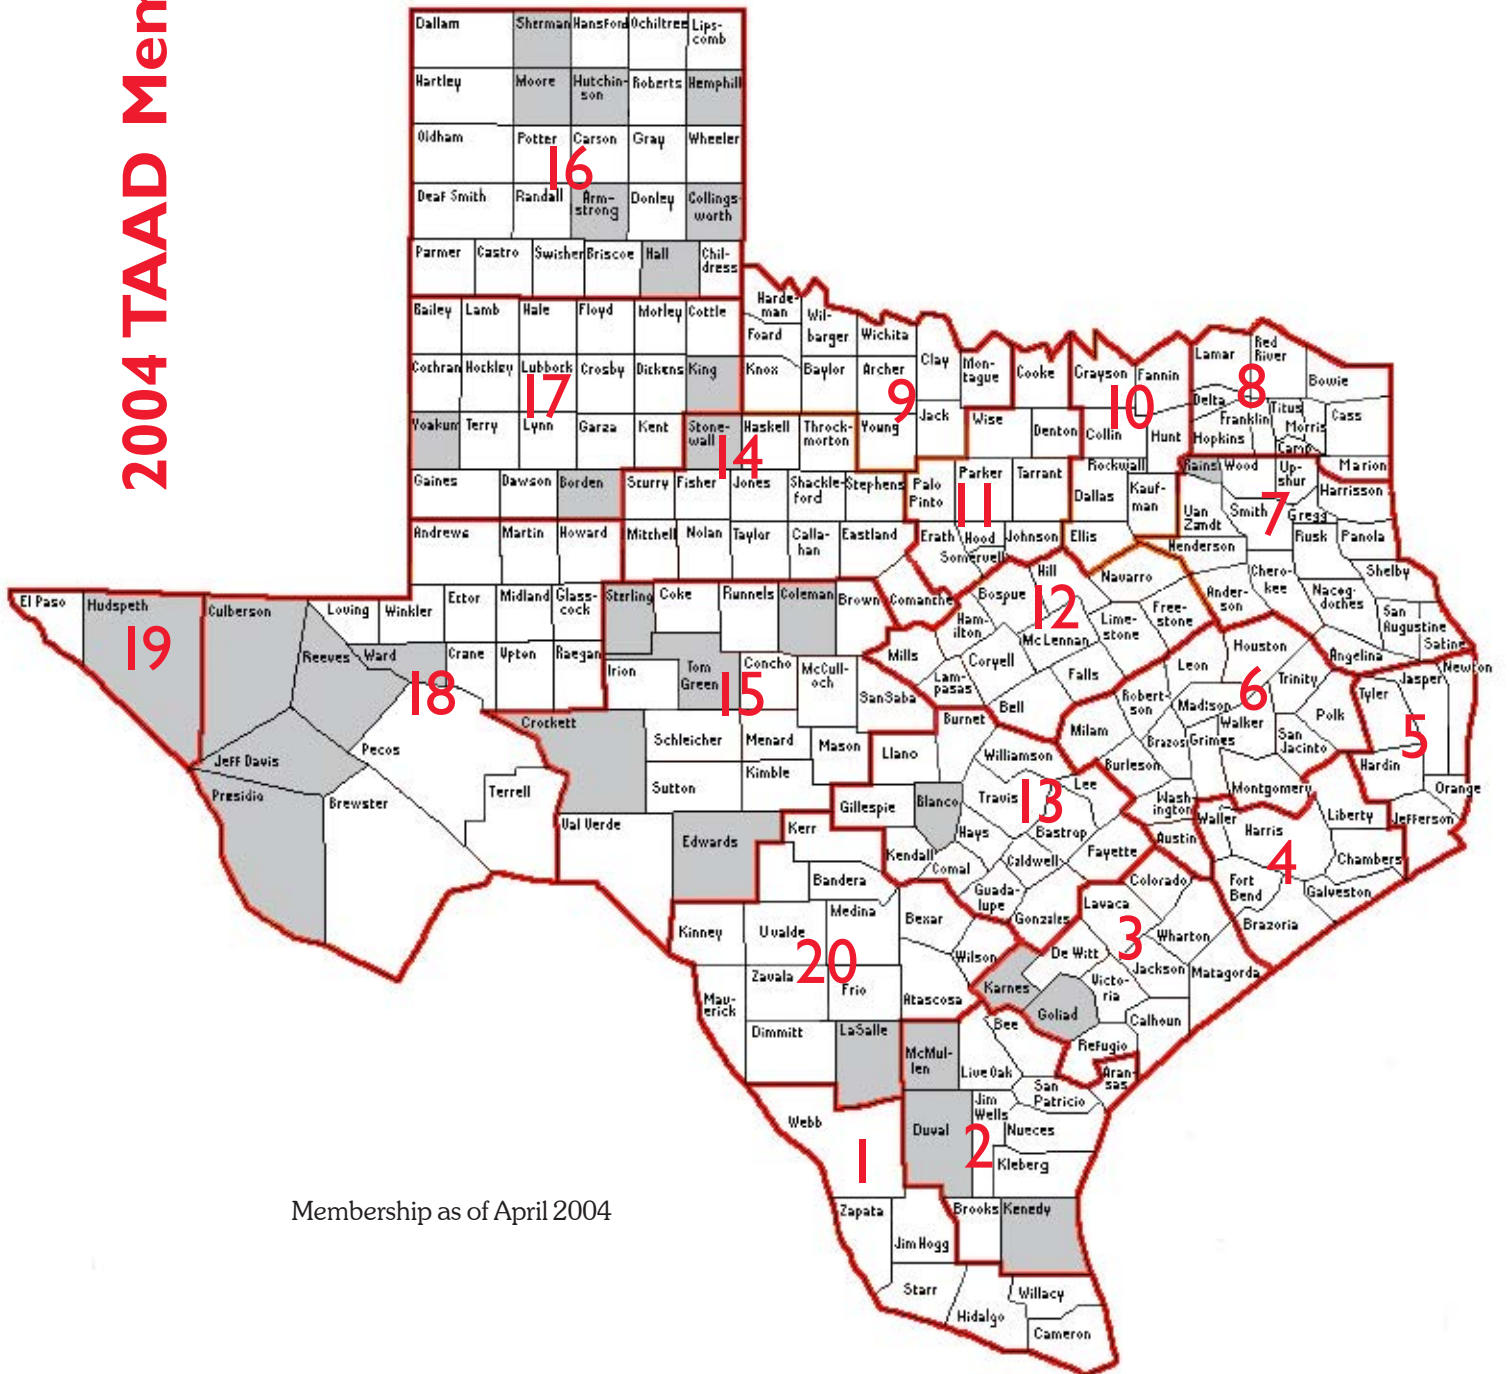 2004 TAAD Mem
Dallam
Sherman
Hansford
Ochiltree
Lips-
comb
Hartley
Moore
Hutchin-
son
Roberts
Hemphill
Oldham
Potter
Carson
Gray
Wheeler
16
Deaf Smith
Randall
Arm-
strong
Donley
Collings-
worth
Parmer
Castro
Swisher
Briscoe
Hall
Chil-
dress
Bailey
Lamb
Hale
Floyd
Motley
Cottle
Cochran
Hockley
Lubbock
Crosby
Dickens
King
17
Yoakum
Terry
Lynn
Garza
Kent
Stone-
wall
Haskell
Throck-
morton
14
Gaines
Dawson
Borden
Scurry
Fisher
Jones
Shackle-
ford
Stephens
Andrews
Martin
Howard
Mitchell
Nolan
Taylor
Calla-
han
Eastland
Harde-
man
Foard
Wil-
barger
Wichita
Clay
Mon-
tague
Knox
Baylor
Archer
9
Young
Jack
Cooke
Wise
Denton
Grayson
Fannin
10
Collin
Hunt
Rockwall
Dallas
Kauf-
man
Ellis
Lamar
Red
River
Bowie
8
Delta
Franklin
Titus
Morris
Cass
Hopkins
Camp
Marion
Palo
Pinto
Parker
Tarrant
11
Erath
Hood
Johnson
Somervell
Rains
Wood
Up-
shur
Harrisson
Van
Zandt
Smith
7
Gregg
Henderson
Rusk
Panola
Ander-
son
Chero-
kee
Nacog-
doches
Shelby
San
Augustine
Sabine
Angelina
El Paso
Hudspeth
19
Culberson
Reeves
Loving
Winkler
Ector
Midland
Glass-
cock
Ward
Crane
Upton
Reagan
18
Jeff Davis
Pecos
Presidio
Brewster
Terrell
Sterling
Coke
Runnels
Coleman
Brown
Comanche
Irion
Tom
Green
Concho
McCull-
och
SanSaba
15
Crockett
Schleicher
Menard
Mason
Sutton
Kimble
Val Verde
Edwards
Mills
Ham-
ilton
Bosque
Hill
Navarro
12
Mc Lennan
Lime-
stone
Free-
stone
Lam-
pasas
Coryell
Falls
Bell
Houston
Leon
Trinity
6
Robert-
son
Madison
Walker
Polk
Milam
Brazos
Grimes
San
Jacinto
Burleson
Wash-
ington
Montgomery
Newton
Jasper
Tyler
5
Hardin
Orange
Jefferson
Burnet
Llano
Williamson
Gillespie
Blanco
Travis
13
Lee
Hays
Bastrop
Kendall
Comal
Caldwell
Fayette
Guada-
lupe
Gonzales
Austin
Waller
Harris
Liberty
4
Chambers
Fort
Bend
Galveston
Brazoria
Colorado
Lavaca
3
Wharton
De Witt
Jackson
Matagorda
Karnes
Victo-
ria
Goliad
Calhoun
Refugio
Aran-
sas
Kerr
Bandera
Kinney
Uvalde
Medina
Bexar
Wilson
20
Zavala
Frio
Atascosa
Mau-
erick
Dimmitt
LaSalle
McMul-
len
Bee
Live Oak
San
Patricio
Duval
Jim
Wells
Nueces
2
Kleberg
Brooks
Kenedy
Webb
1
Zapata
Jim Hogg
Starr
Hidalgo
Willacy
Cameron
Membership as of April 2004